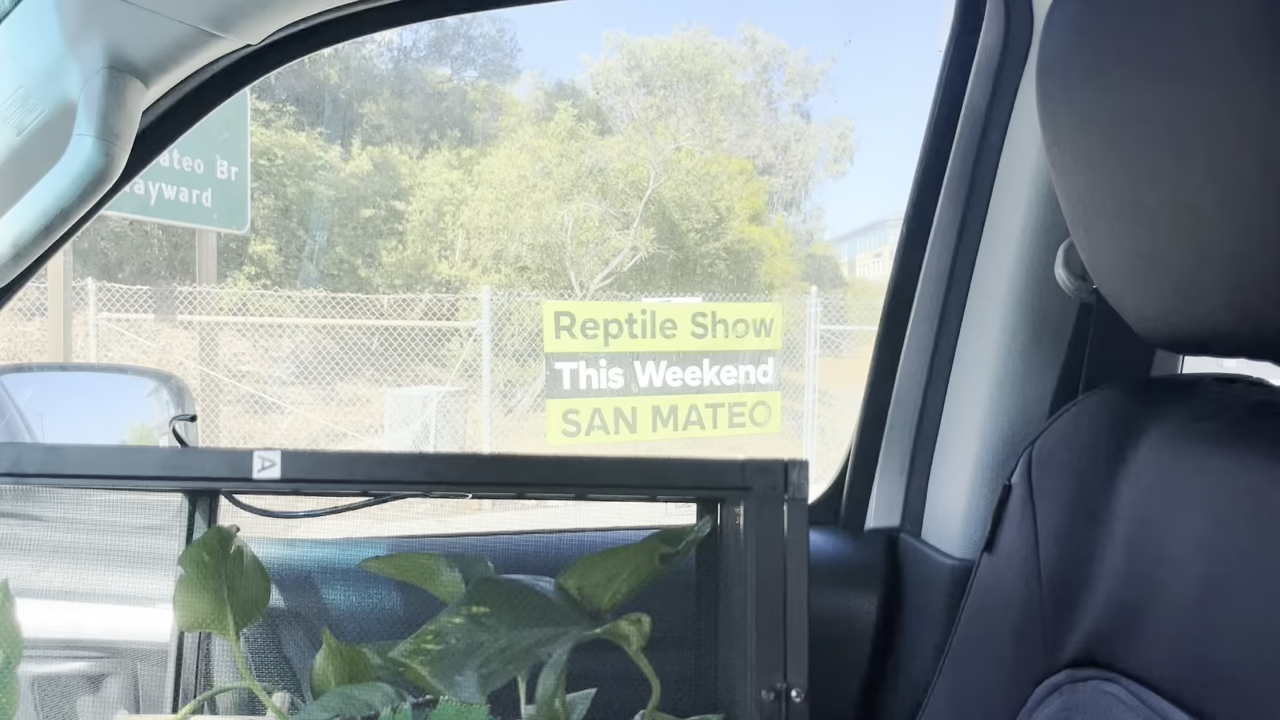 ateo Br
ayward
Reptile Show
This Weekend
SAN MATEO
A